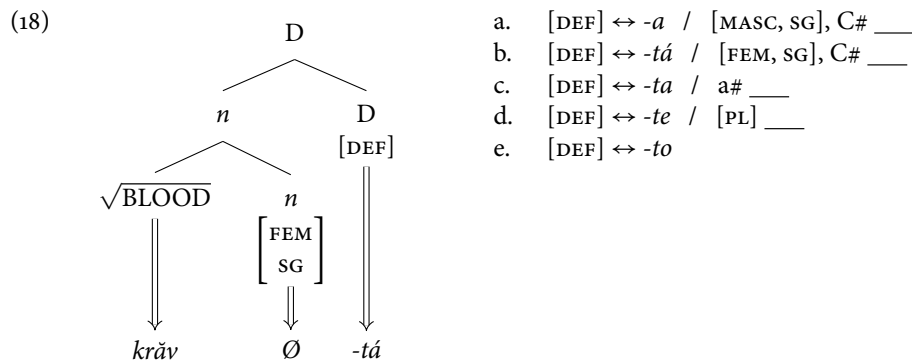 (18)
D
n D
[DEF]
√BLOOD n
[FEM
SG]
krăv Ø -tá
a. [DEF] ↔ -a / [MASC, SG], C# ___
b. [DEF] ↔ -tá / [FEM, SG], C# ___
c. [DEF] ↔ -ta / a# ___
d. [DEF] ↔ -te / [PL] ___
e. [DEF] ↔ -to